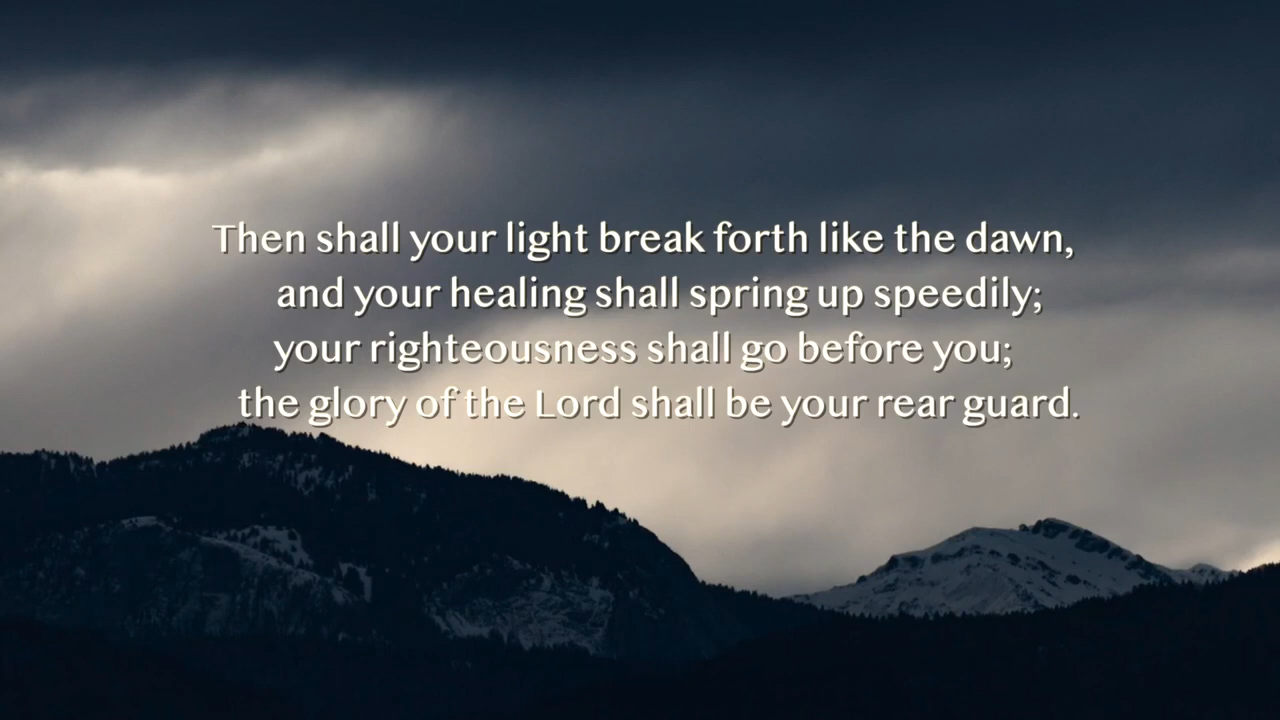 Then shall your light break forth like the dawn,
and your healing shall spring up speedily;
your righteousness shall go before you;
the glory of the Lord shall be your rear guard.